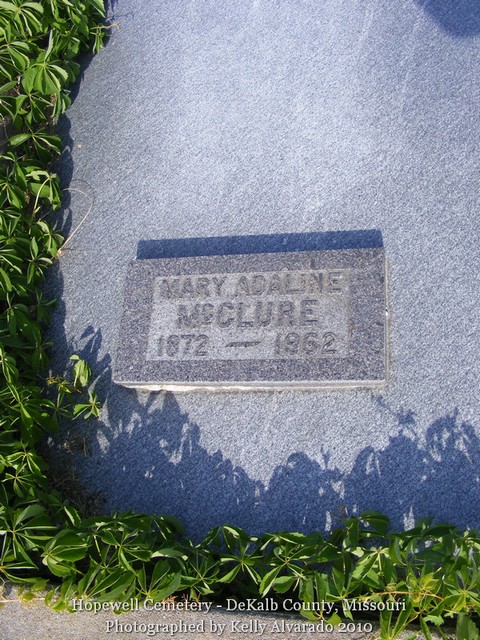 MARY ADALINE
McCLURE
1872 — 1962
Hopewell Cemetery - DeKalb County, Missouri
Photographed by Kelly Alvarado 2010